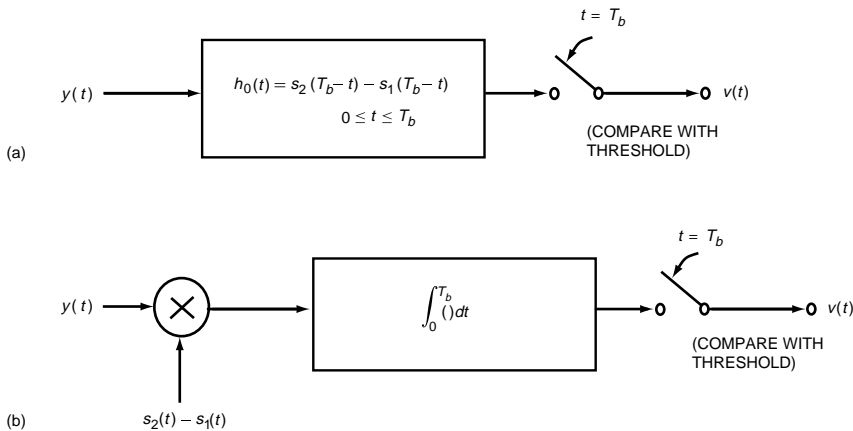 t = T_b
y(t)
h_0(t) = s_2 (T_b – t) – s_1 (T_b – t)
0 ≤ t ≤ T_b
v(t)
(COMPARE WITH
THRESHOLD)
(a)
t = T_b
y(t)
∫_0^{T_b} ()dt
v(t)
(COMPARE WITH
THRESHOLD)
(b)
s_2(t) – s_1(t)